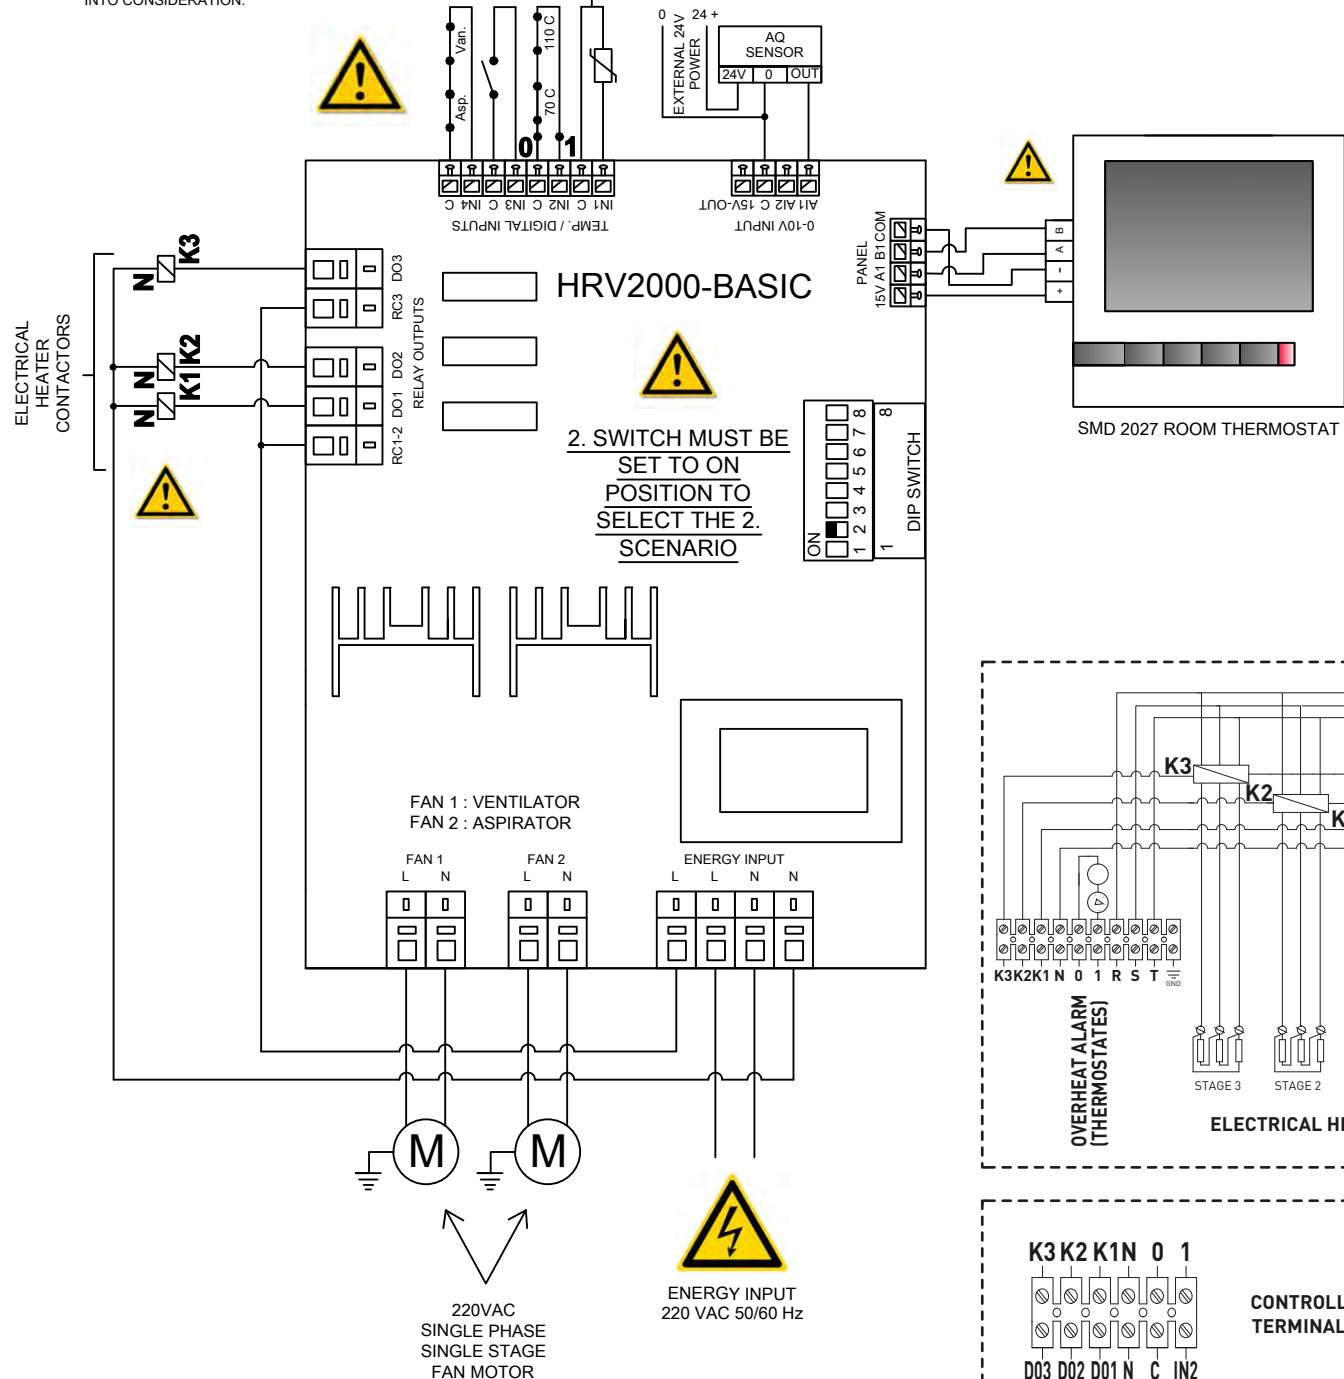 INTO CONSIDERATION.
Van.
Asp.
110 C
70 C
0 1
0 24 +
EXTERNAL 24V
POWER
AQ
SENSOR
24V 0 OUT
C IN4 C IN3 C IN2 C IN1
TEMP. / DIGITAL INPUTS
15V-OUT C AI2 AI1
0-10V INPUT
PANEL
15V A1 B1 COM
B
A
-
+
SMD 2027 ROOM THERMOSTAT
HRV2000-BASIC
N K3
N K2
N K1
ELECTRICAL
HEATER
CONTACTORS
DO3
RC3
DO2
DO1
RC1-2
RELAY OUTPUTS
2. SWITCH MUST BE
SET TO ON
POSITION TO
SELECT THE 2.
SCENARIO
ON
1 2 3 4 5 6 7 8
1 8
DIP SWITCH
FAN 1 : VENTILATOR
FAN 2 : ASPIRATOR
FAN 1
L N
FAN 2
L N
ENERGY INPUT
L L N N
M M
220VAC
SINGLE PHASE
SINGLE STAGE
FAN MOTOR
ENERGY INPUT
220 VAC 50/60 Hz
K3
K2
K
K3 K2 K1 N 0 1 R S T
GND
OVERHEAT ALARM
(THERMOSTATES)
STAGE 3 STAGE 2
ELECTRICAL H
K3 K2 K1 N 0 1
CONTROLL
TERMINAL
D03 D02 D01 N C IN2